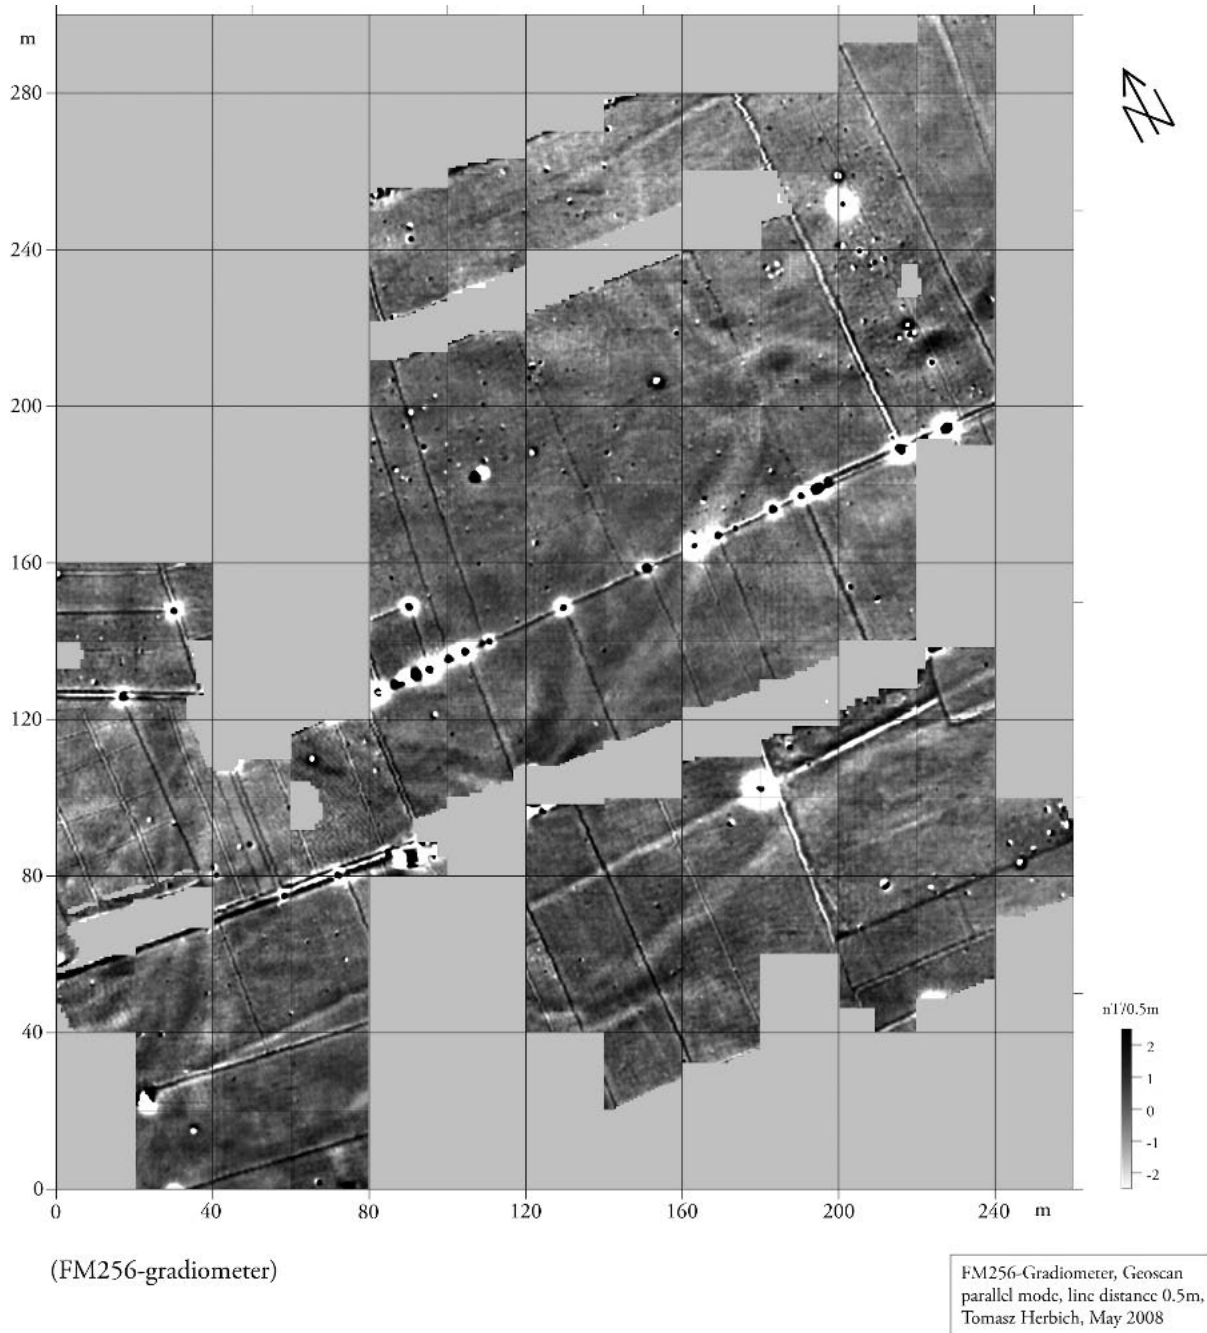 m
280
240
200
160
120
80
40
0
0 40 80 120 160 200 240 m
nT/0.5m
2
1
0
-1
-2
(FM256-gradiometer)
FM256-Gradiometer, Geoscan
parallel mode, line distance 0.5m,
Tomasz Herbich, May 2008